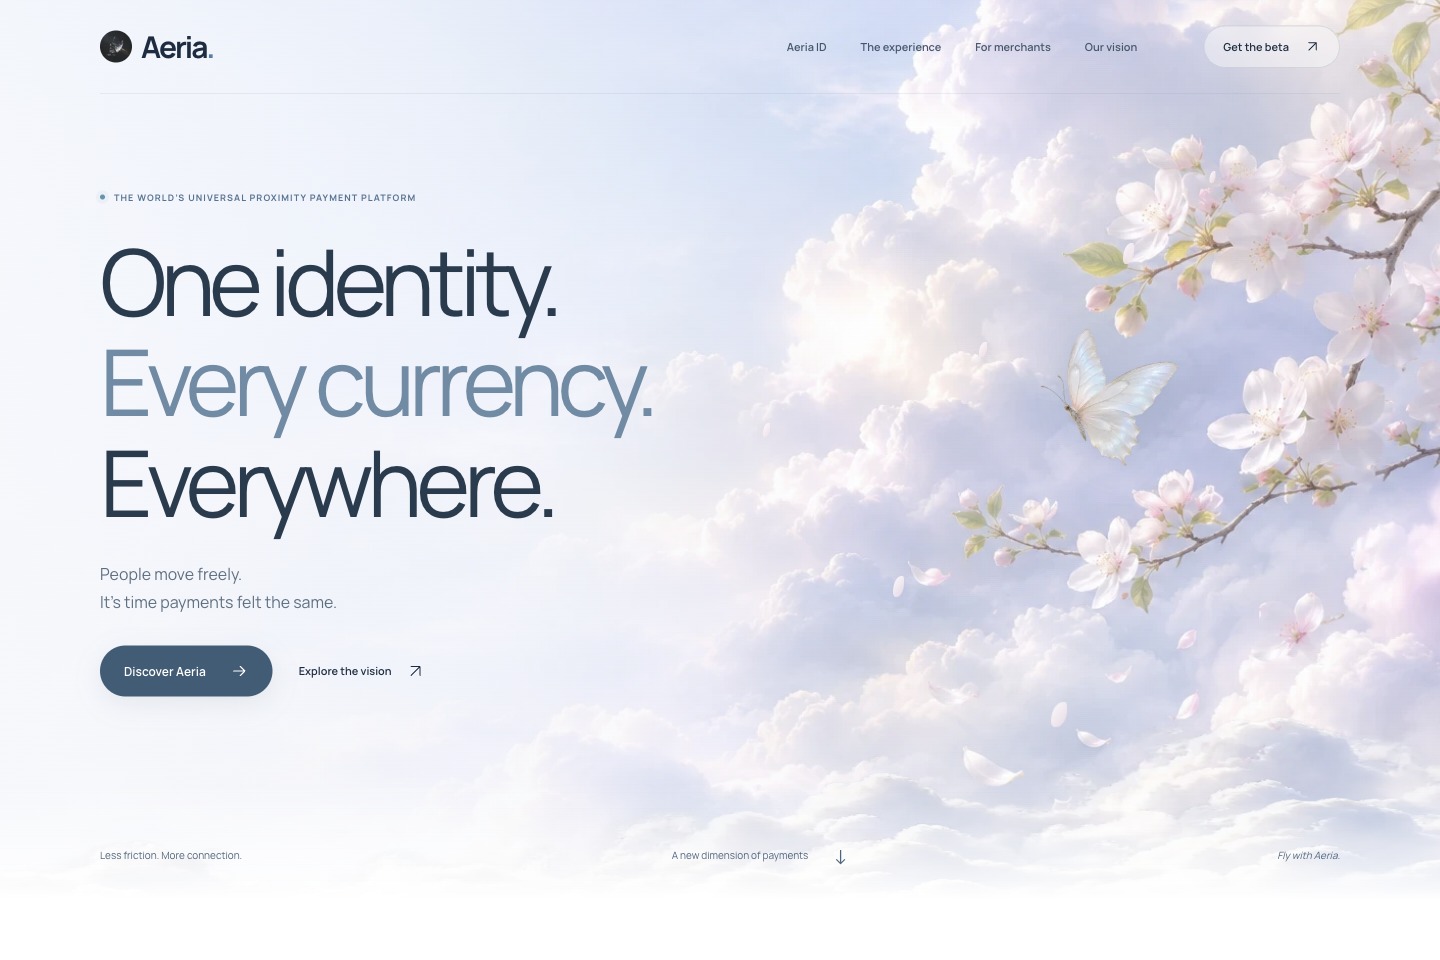 Aeria.
Aeria ID
The experience
For merchants
Our vision
Get the beta
THE WORLD'S UNIVERSAL PROXIMITY PAYMENT PLATFORM
One identity.
Every currency.
Everywhere.
People move freely.
It's time payments felt the same.
Discover Aeria
Explore the vision
Less friction. More connection.
A new dimension of payments
Fly with Aeria.